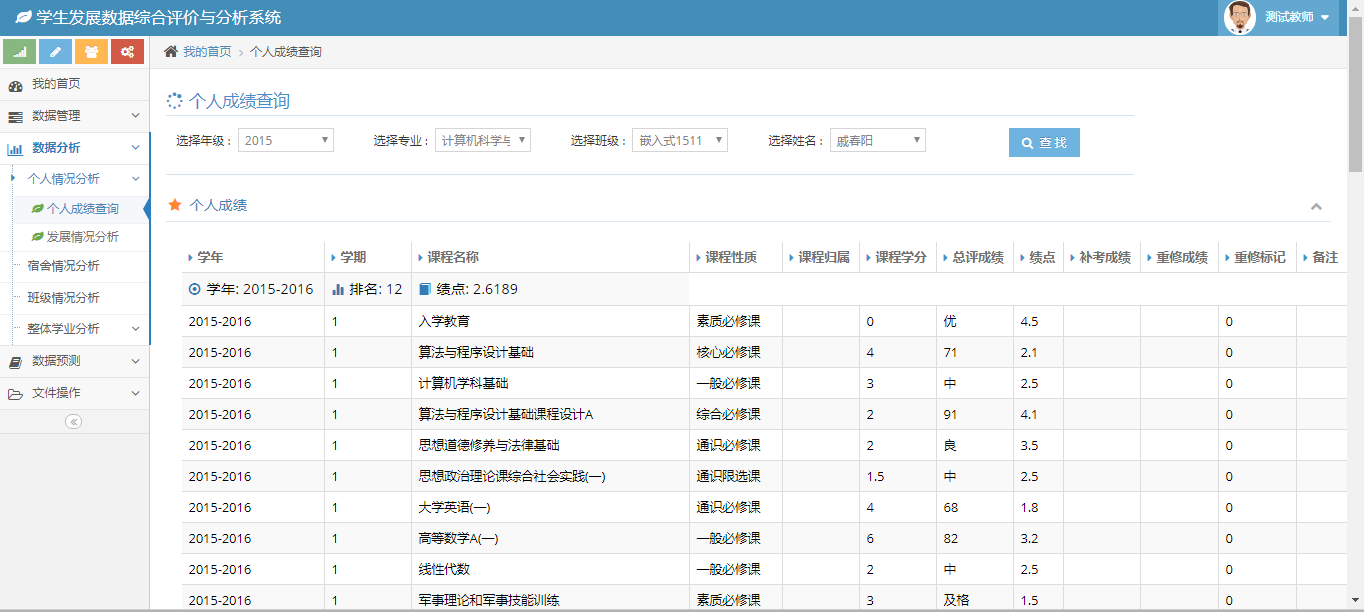 学生发展数据综合评价与分析系统
测试教师
我的首页 个人成绩查询
我的首页
数据管理
数据分析
个人情况分析
个人成绩查询
发展情况分析
宿舍情况分析
班级情况分析
整体学业分析
数据预测
文件操作
个人成绩查询
选择年级： 2015 选择专业： 计算机科学与 选择班级： 嵌入式1511 选择姓名： 戚春阳 查找
个人成绩
学年 学期 课程名称 课程性质 课程归属 课程学分 总评成绩 绩点 补考成绩 重修成绩 重修标记 备注
学年: 2015-2016 排名: 12 绩点: 2.6189
2015-2016 1 入学教育 素质必修课 0 优 4.5 0
2015-2016 1 算法与程序设计基础 核心必修课 4 71 2.1 0
2015-2016 1 计算机学科基础 一般必修课 3 中 2.5 0
2015-2016 1 算法与程序设计基础课程设计A 综合必修课 2 91 4.1 0
2015-2016 1 思想道德修养与法律基础 通识必修课 2 良 3.5 0
2015-2016 1 思想政治理论课综合社会实践(一) 通识限选课 1.5 中 2.5 0
2015-2016 1 大学英语(一) 通识必修课 4 68 1.8 0
2015-2016 1 高等数学A(一) 一般必修课 6 82 3.2 0
2015-2016 1 线性代数 一般必修课 2 中 2.5 0
2015-2016 1 军事理论和军事技能训练 素质必修课 3 及格 1.5 0